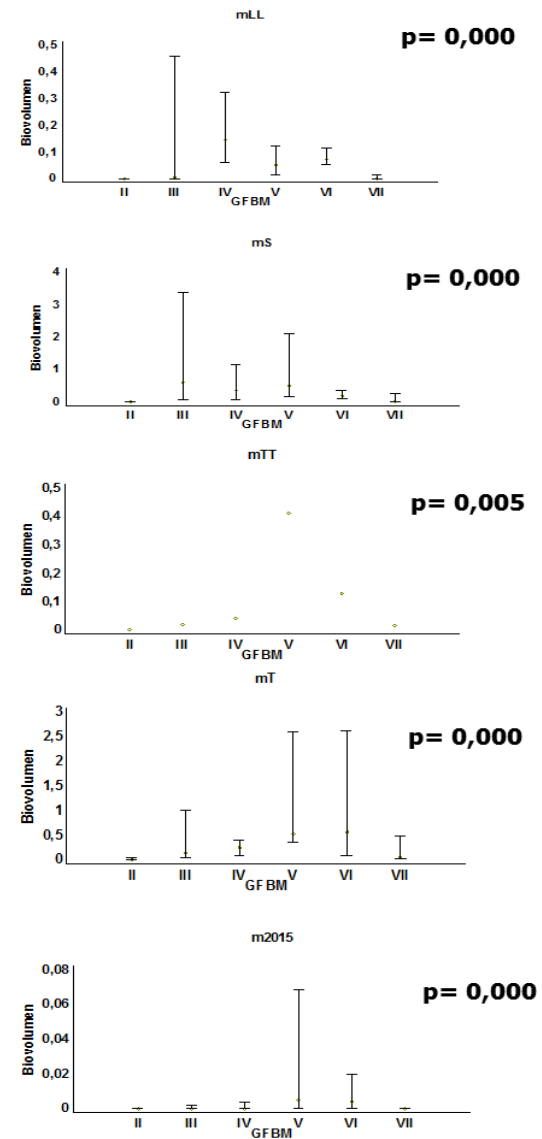 mLL
p= 0,000
0,5
0,4
0,3
0,2
0,1
0
Biovolumen
II III IV V VI VII
GFBM
mS
p= 0,000
4
3
2
1
0
Biovolumen
II III IV V VI VII
GFBM
mTT
p= 0,005
0,5
0,4
0,3
0,2
0,1
0
Biovolumen
II III IV V VI VII
GFBM
mT
p= 0,000
3
2,5
2
1,5
1
0,5
0
Biovolumen
II III IV V VI VII
GFBM
m2015
p= 0,000
0,08
0,06
0,04
0,02
0
Biovolumen
II III IV V VI VII
GFBM